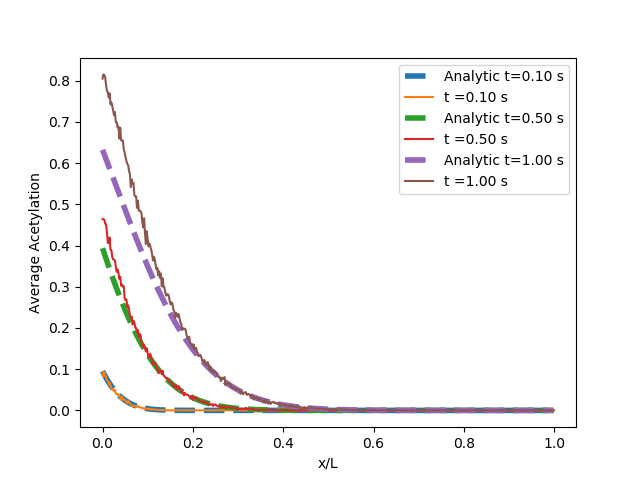 Analytic t=0.10 s
t =0.10 s
Analytic t=0.50 s
t =0.50 s
Analytic t=1.00 s
t =1.00 s
Average Acetylation
0.8
0.7
0.6
0.5
0.4
0.3
0.2
0.1
0.0
0.0 0.2 0.4 0.6 0.8 1.0
x/L